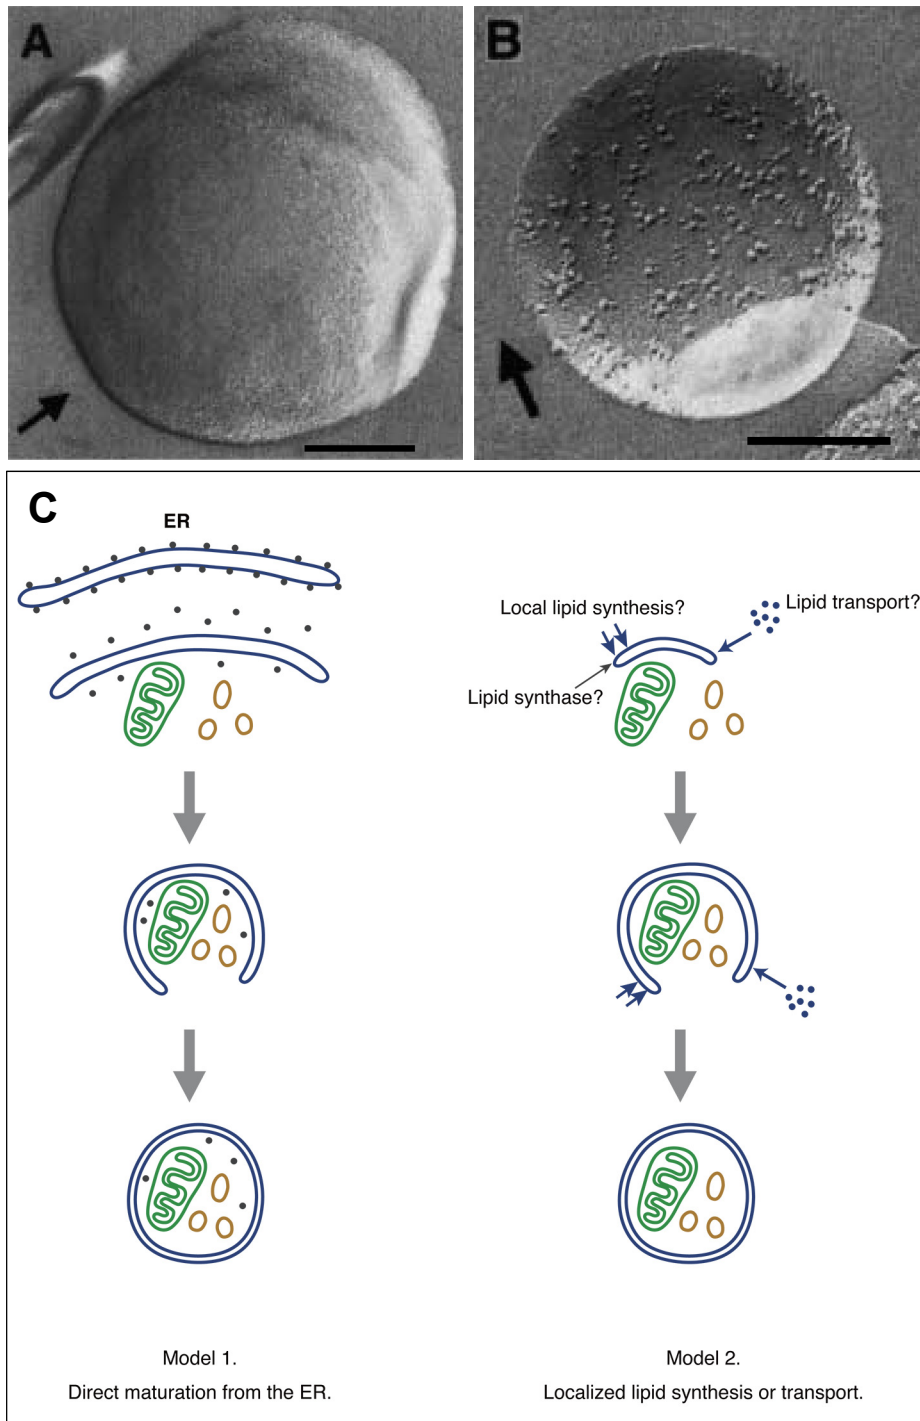 A
B
C
ER
Local lipid synthesis?
Lipid transport?
Lipid synthase?
Model 1.
Direct maturation from the ER.
Model 2.
Localized lipid synthesis or transport.